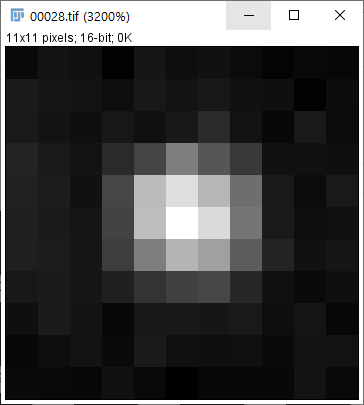 00028.tif (3200%)
11x11 pixels; 16-bit; 0K